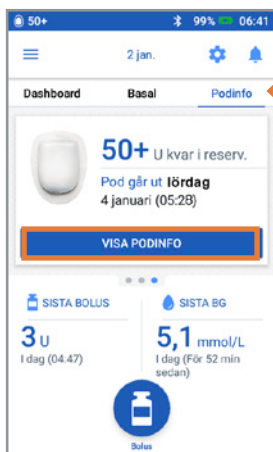 50+ 99% 06:41
2 jan.
Dashboard Basal Podinfo
50+ U kvar i reserv.
Pod går ut lördag
4 januari (05:28)
VISA PODINFO
SISTA BOLUS
3 U
I dag (04:47)
SISTA BG
5,1 mmol/L
I dag (För 52 min
sedan)
Bolus